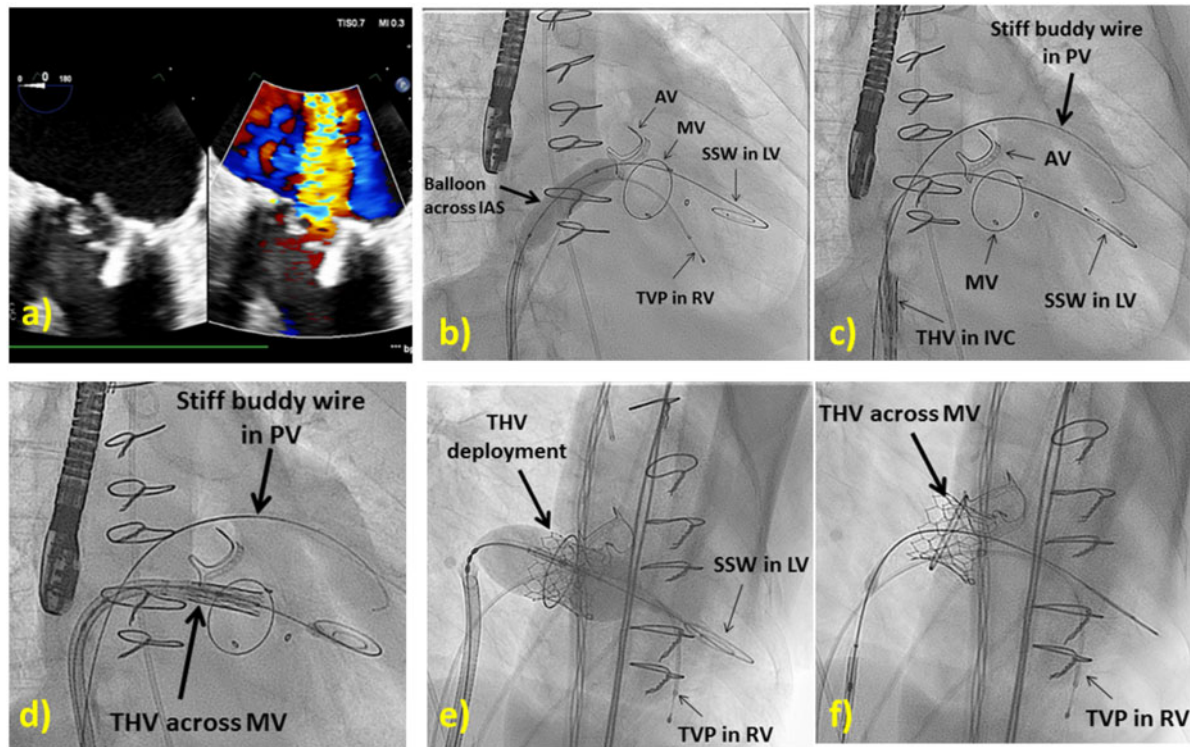 TIS0.7 MI 0.3
0 0 180
*** bp
a)
AV
MV
SSW in LV
Balloon
across IAS
TVP in RV
b)
Stiff buddy wire
in PV
AV
MV
SSW in LV
THV in IVC
c)
Stiff buddy wire
in PV
THV across MV
d)
THV
deployment
SSW in LV
TVP in RV
e)
THV across MV
TVP in RV
f)